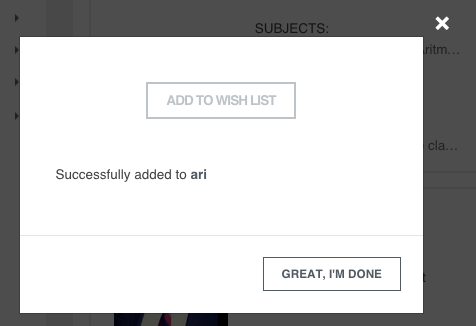 SUBJECTS:
ADD TO WISH LIST
Successfully added to ari
GREAT, I'M DONE